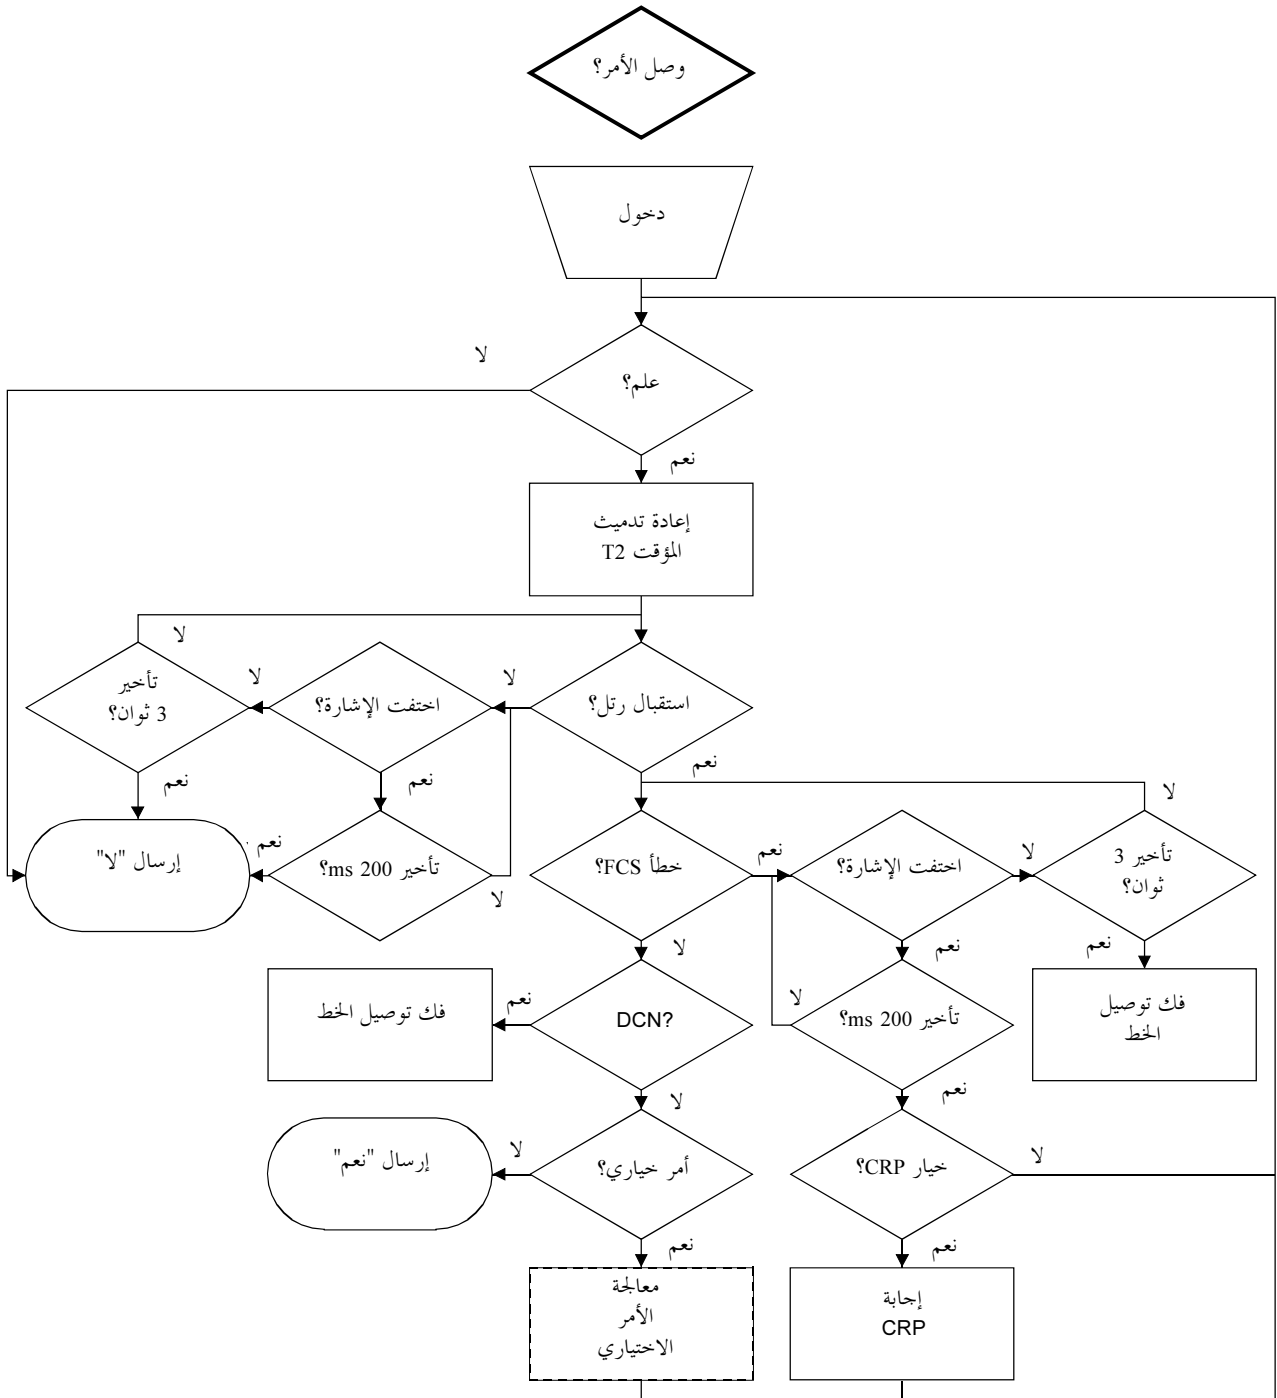 وصل الأمر؟
دخول
لا
علم؟
نعم
إعادة تدميث
المؤقت T2
لا
لا
لا
تأخير
3 ثوان؟
اختفت الإشارة؟
استقبال رتل؟
نعم
نعم
نعم
لا
إرسال "لا"
نعم
تأخير 200 ms؟
لا
خطأ FCS؟
نعم
اختفت الإشارة؟
لا
تأخير 3
ثوان؟
لا
نعم
نعم
فك توصيل الخط
نعم
DCN?
لا
تأخير 200 ms؟
فك توصيل
الخط
لا
نعم
إرسال "نعم"
لا
أمر خياري؟
خيار CRP؟
لا
نعم
نعم
معالجة
الأمر
الاختياري
إجابة
CRP